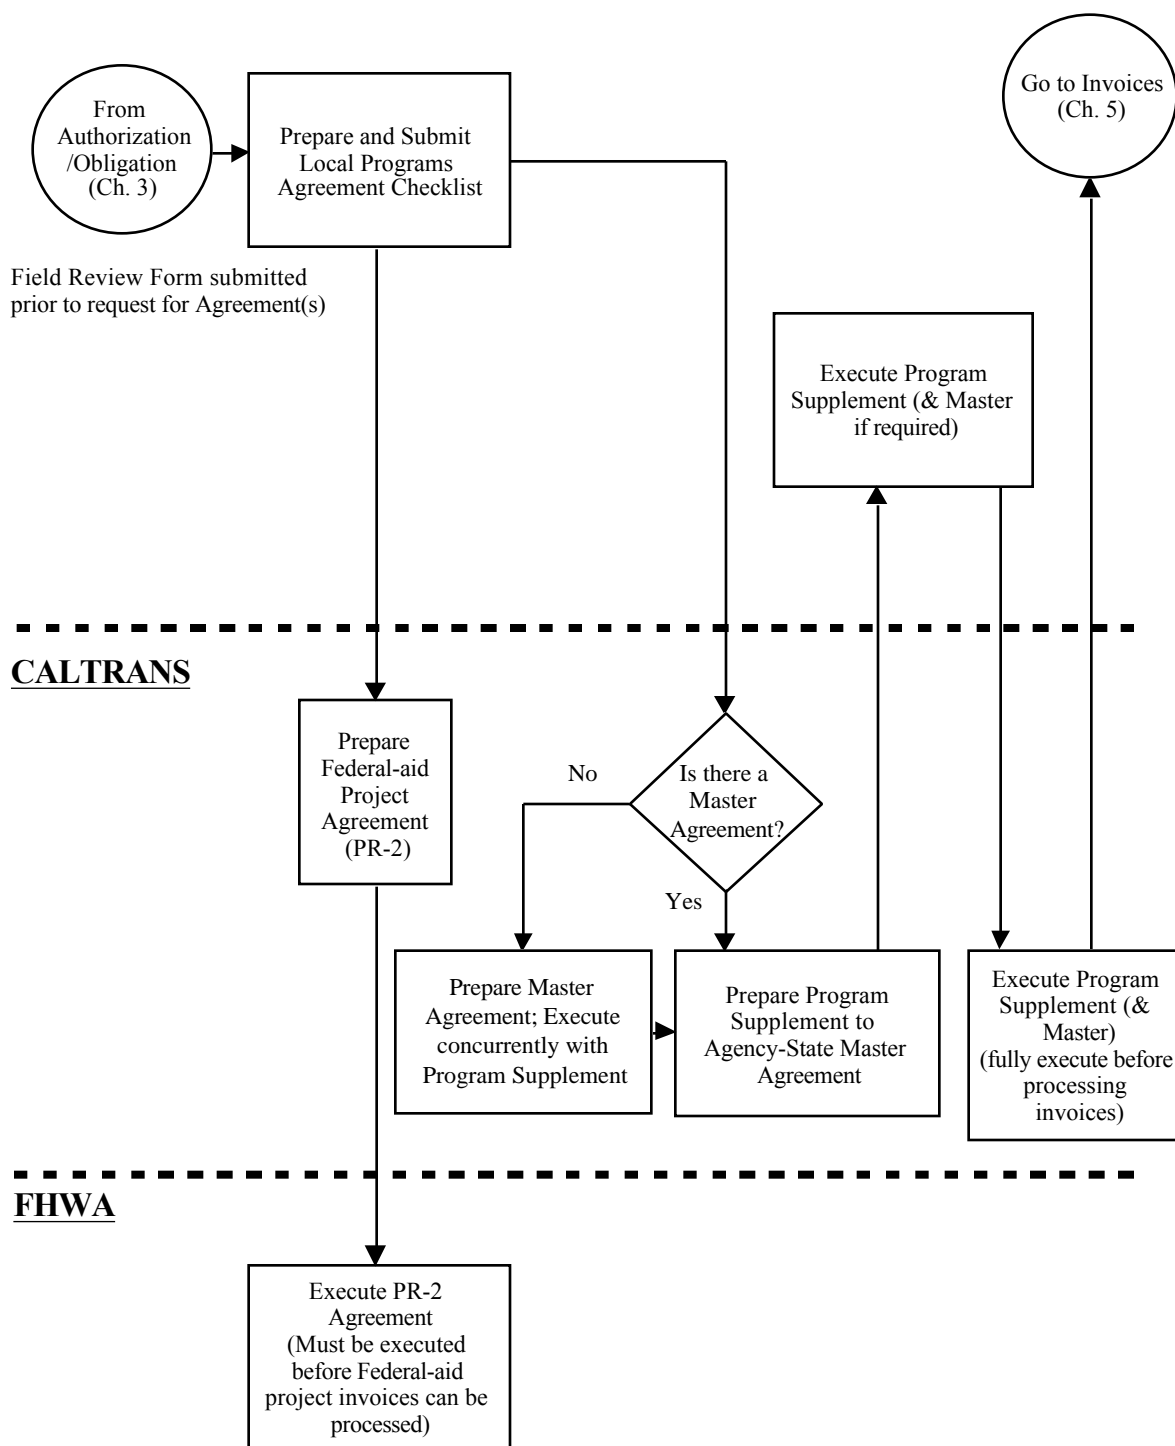 From
Authorization
/Obligation
(Ch. 3)
Prepare and Submit
Local Programs
Agreement Checklist
Go to Invoices
(Ch. 5)
Field Review Form submitted
prior to request for Agreement(s)
Execute Program
Supplement (& Master
if required)
CALTRANS
Prepare
Federal-aid
Project
Agreement
(PR-2)
No
Is there a
Master
Agreement?
Yes
Prepare Master
Agreement; Execute
concurrently with
Program Supplement
Prepare Program
Supplement to
Agency-State Master
Agreement
Execute Program
Supplement (&
Master)
(fully execute before
processing
invoices)
FHWA
Execute PR-2
Agreement
(Must be executed
before Federal-aid
project invoices can be
processed)